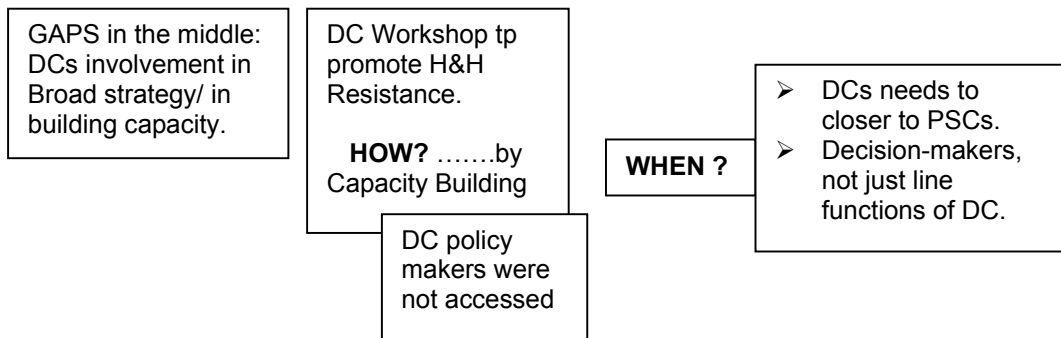 GAPS in the middle:
DCs involvement in
Broad strategy/ in
building capacity.
DC Workshop tp
promote H&H
Resistance.
HOW? …….by
Capacity Building
DC policy
makers were
not accessed
WHEN ?
➢ DCs needs to
closer to PSCs.
➢ Decision-makers,
not just line
functions of DC.